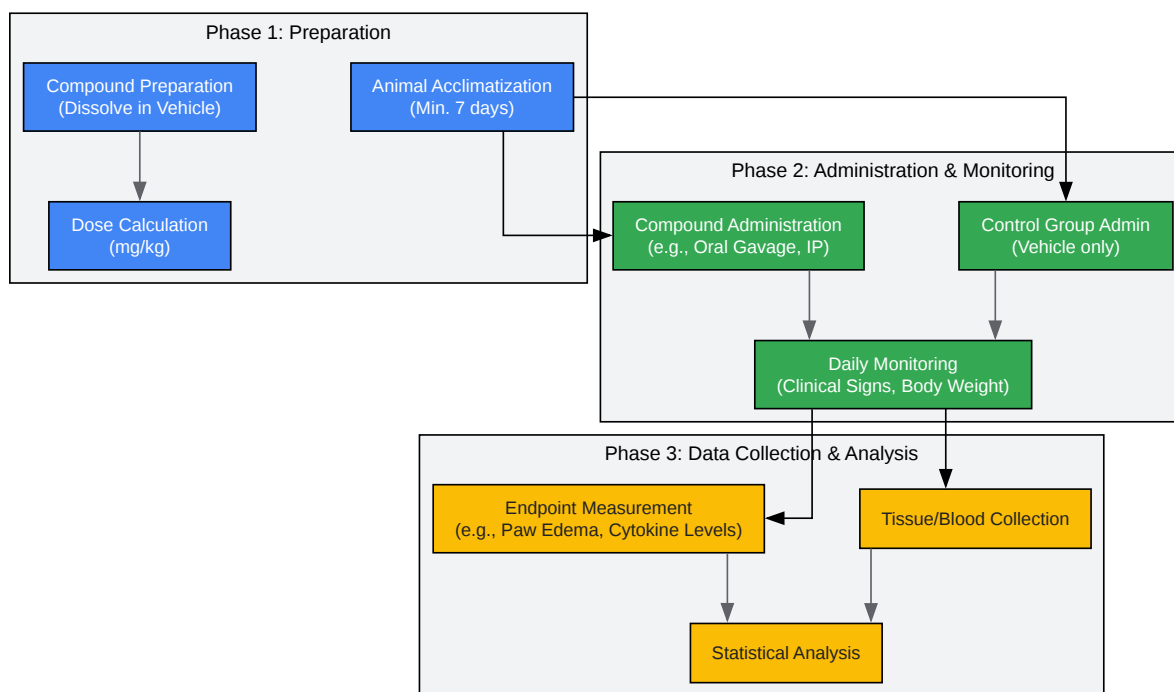 Phase 1: Preparation
Compound Preparation
(Dissolve in Vehicle)
Animal Acclimatization
(Min. 7 days)
Dose Calculation
(mg/kg)
Phase 2: Administration & Monitoring
Compound Administration
(e.g., Oral Gavage, IP)
Control Group Admin
(Vehicle only)
Daily Monitoring
(Clinical Signs, Body Weight)
Phase 3: Data Collection & Analysis
Endpoint Measurement
(e.g., Paw Edema, Cytokine Levels)
Tissue/Blood Collection
Statistical Analysis